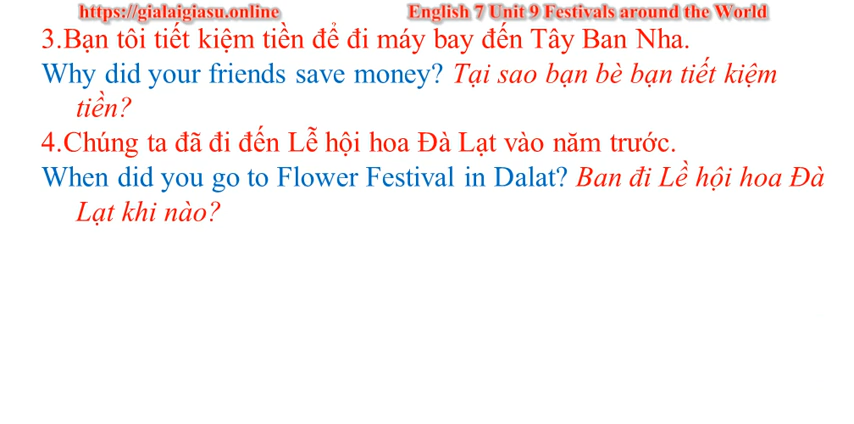 https://gialaigiasu.online English 7 Unit 9 Festivals around the World
3.Bạn tôi tiết kiệm tiền để đi máy bay đến Tây Ban Nha.
Why did your friends save money? Tại sao bạn bè bạn tiết kiệm
tiền?
4.Chúng ta đã đi đến Lễ hội hoa Đà Lạt vào năm trước.
When did you go to Flower Festival in Dalat? Ban đi Lề hội hoa Đà
Lạt khi nào?